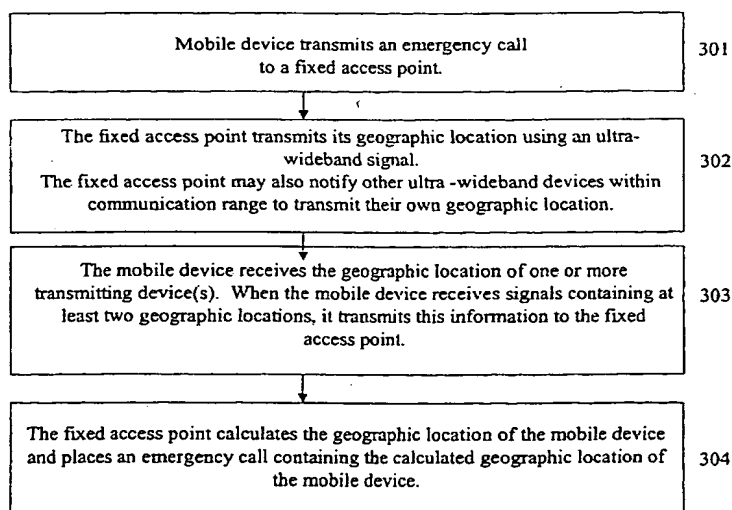 Mobile device transmits an emergency call
to a fixed access point.
301
The fixed access point transmits its geographic location using an ultra-
wideband signal.
The fixed access point may also notify other ultra -wideband devices within
communication range to transmit their own geographic location.
302
The mobile device receives the geographic location of one or more
transmitting device(s). When the mobile device receives signals containing at
least two geographic locations, it transmits this information to the fixed
access point.
303
The fixed access point calculates the geographic location of the mobile device
and places an emergency call containing the calculated geographic location of
the mobile device.
304